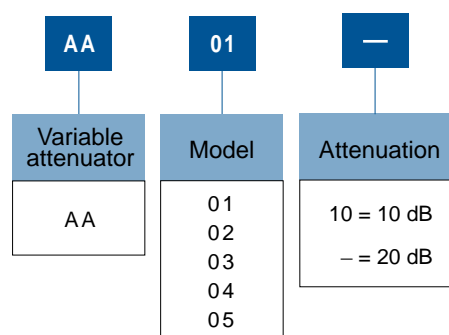 AA 01 —
Variable
attenuator
Model
Attenuation
AA
01
02
03
04
05
10 = 10 dB
– = 20 dB